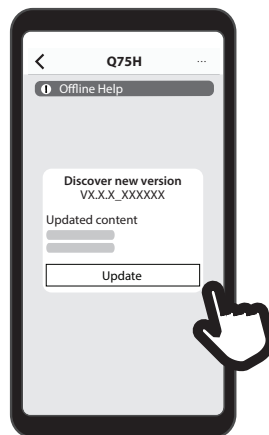 Q75H
...
Offline Help
Discover new version
VX.X.X_XXXXXX
Updated content
Update